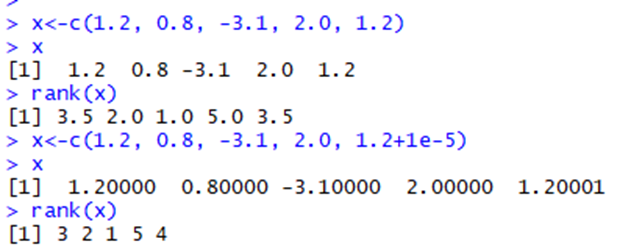 >
> x<-c(1.2, 0.8, -3.1, 2.0, 1.2)
> x
[1]  1.2  0.8 -3.1  2.0  1.2
> rank(x)
[1] 3.5 2.0 1.0 5.0 3.5
> x<-c(1.2, 0.8, -3.1, 2.0, 1.2+1e-5)
> x
[1]  1.20000  0.80000 -3.10000  2.00000  1.20001
> rank(x)
[1] 3 2 1 5 4